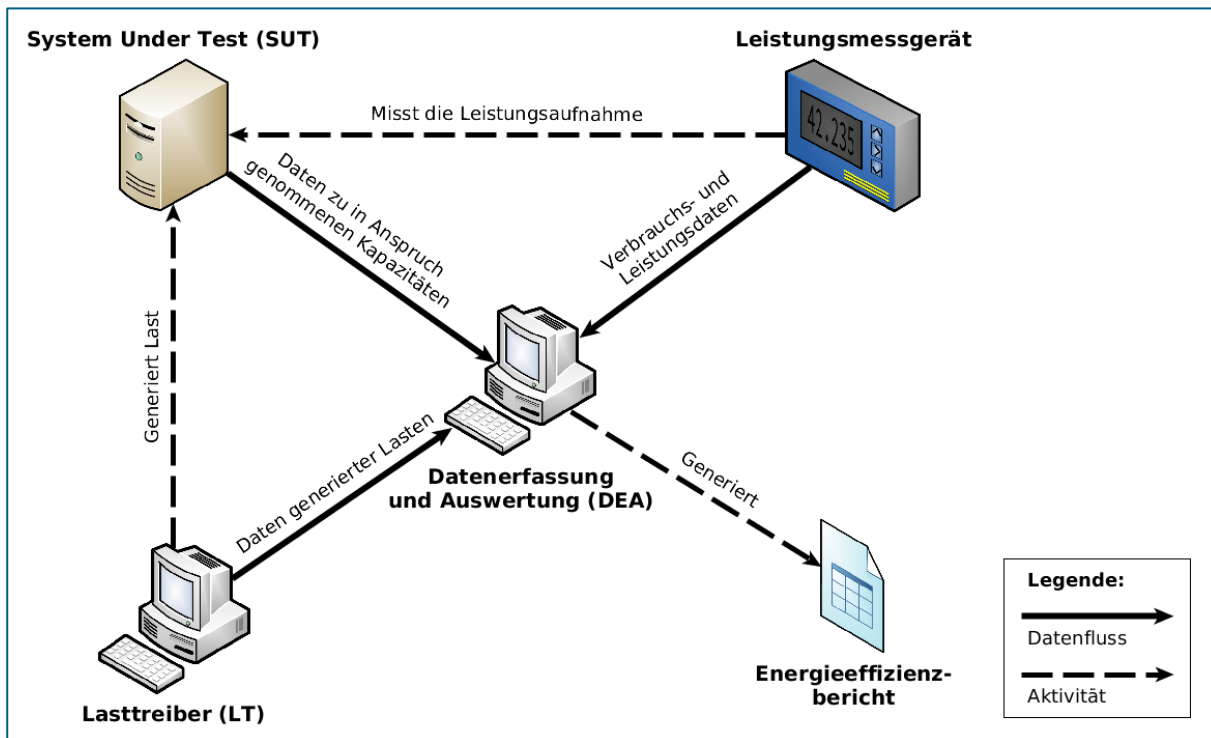 System Under Test (SUT)
Leistungsmessgerät
Misst die Leistungsaufnahme
42.235
Daten zu in Anspruch
genommenen Kapazitäten
Verbrauchs- und
Leistungsdaten
Generiert Last
Daten generierter Lasten
Datenerfassung
und Auswertung (DEA)
Generiert
Lasttreiber (LT)
Energieeffizienz-
bericht
Legende:
Datenfluss
Aktivität